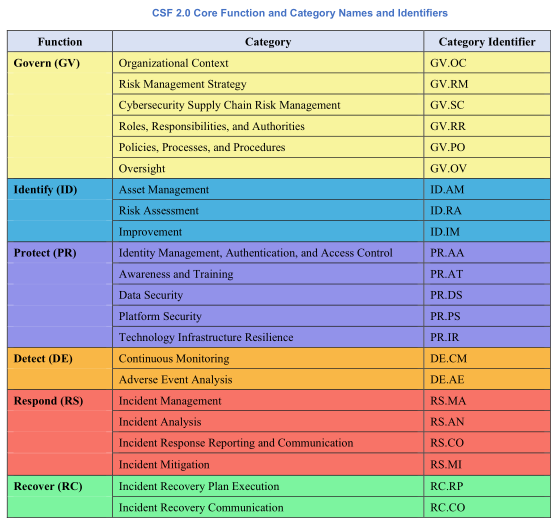 CSF 2.0 Core Function and Category Names and Identifiers
Function Category Category Identifier
Govern (GV) Organizational Context GV.OC
Risk Management Strategy GV.RM
Cybersecurity Supply Chain Risk Management GV.SC
Roles, Responsibilities, and Authorities GV.RR
Policies, Processes, and Procedures GV.PO
Oversight GV.OV
Identify (ID) Asset Management ID.AM
Risk Assessment ID.RA
Improvement ID.IM
Protect (PR) Identity Management, Authentication, and Access Control PR.AA
Awareness and Training PR.AT
Data Security PR.DS
Platform Security PR.PS
Technology Infrastructure Resilience PR.IR
Detect (DE) Continuous Monitoring DE.CM
Adverse Event Analysis DE.AE
Respond (RS) Incident Management RS.MA
Incident Analysis RS.AN
Incident Response Reporting and Communication RS.CO
Incident Mitigation RS.MI
Recover (RC) Incident Recovery Plan Execution RC.RP
Incident Recovery Communication RC.CO